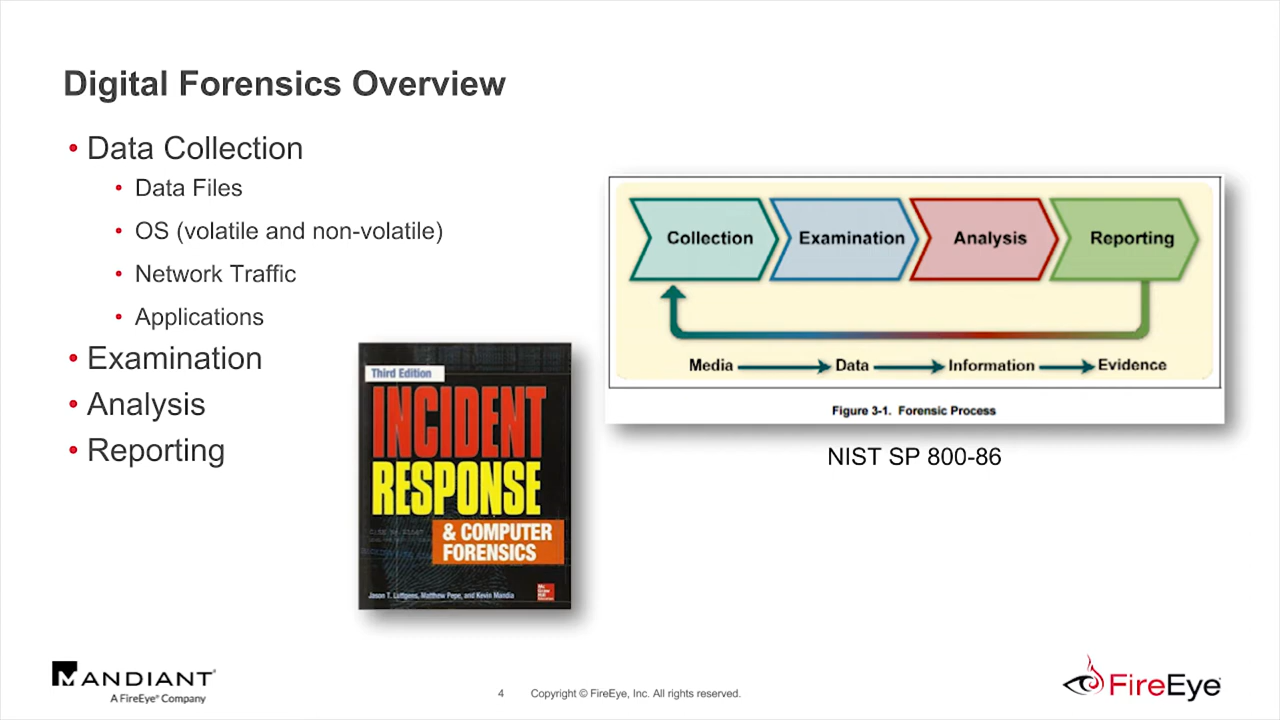 Digital Forensics Overview
• Data Collection
• Data Files
• OS (volatile and non-volatile)
• Network Traffic
• Applications
• Examination
• Analysis
• Reporting
Third Edition
INCIDENT
RESPONSE
& COMPUTER
FORENSICS
Jason T. Luttgens, Matthew Pepe, and Kevin Mandia
Collection Examination Analysis Reporting
Media Data Information Evidence
Figure 3-1. Forensic Process
NIST SP 800-86
MANDIANT®
A FireEye® Company
4 Copyright © FireEye, Inc. All rights reserved.
FireEye